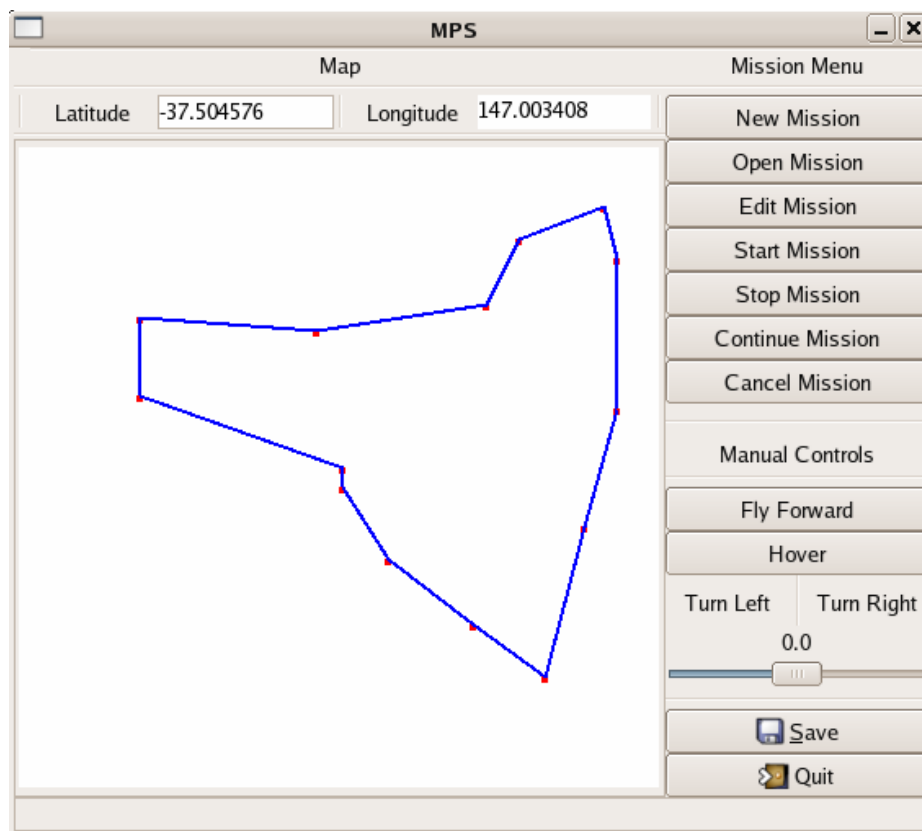 MPS
Map
Mission Menu
Latitude -37.504576 Longitude 147.003408
New Mission
Open Mission
Edit Mission
Start Mission
Stop Mission
Continue Mission
Cancel Mission
Manual Controls
Fly Forward
Hover
Turn Left Turn Right
0.0
Save
Quit